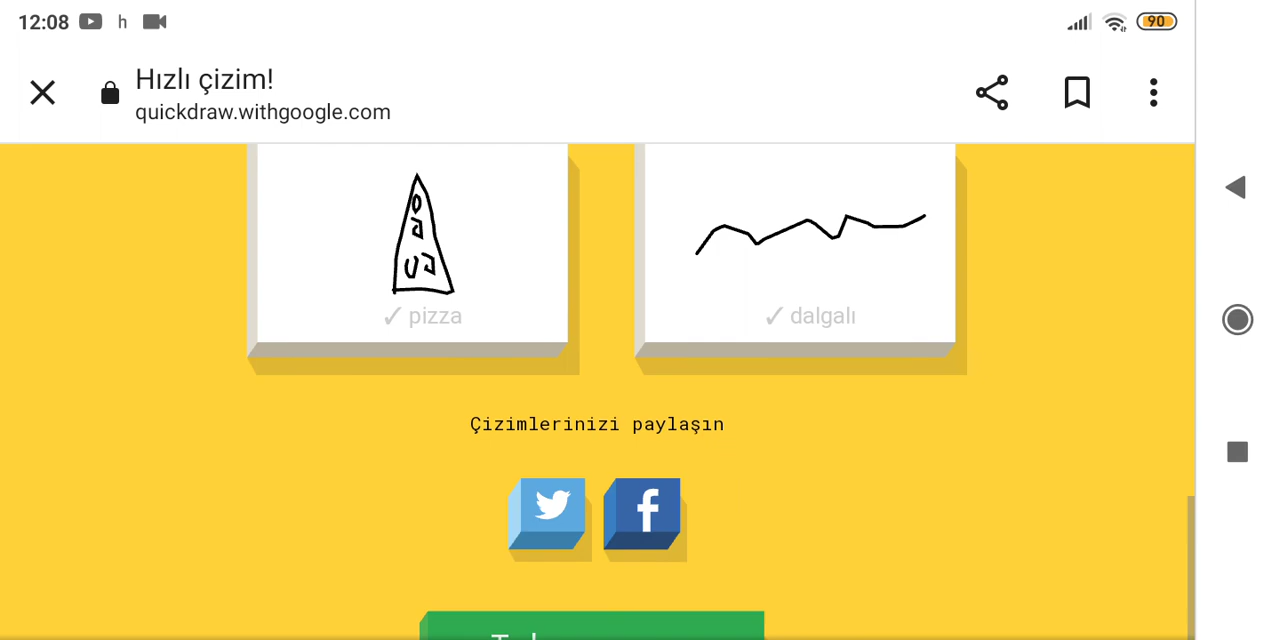 12:08 h 90
Hızlı çizim!
quickdraw.withgoogle.com
✓ pizza
✓ dalgalı
Çizimlerinizi paylaşın